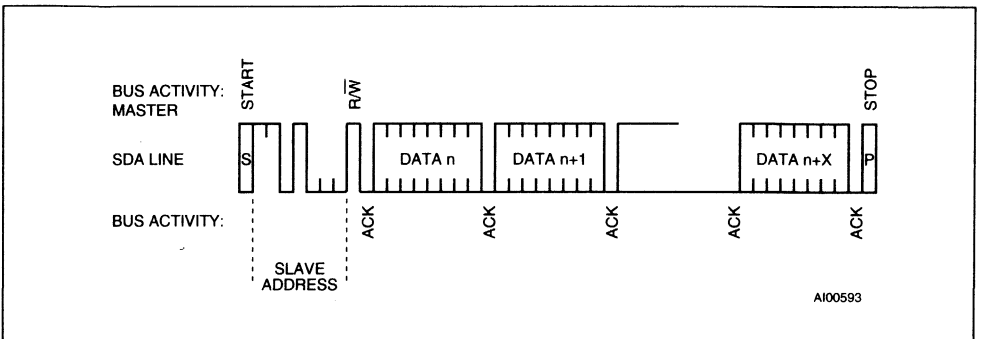 BUS ACTIVITY:
MASTER
START
R/W
STOP
SDA LINE
S
DATA n
DATA n+1
DATA n+X
P
BUS ACTIVITY:
ACK
ACK
ACK
ACK
ACK
SLAVE
ADDRESS
AI00593